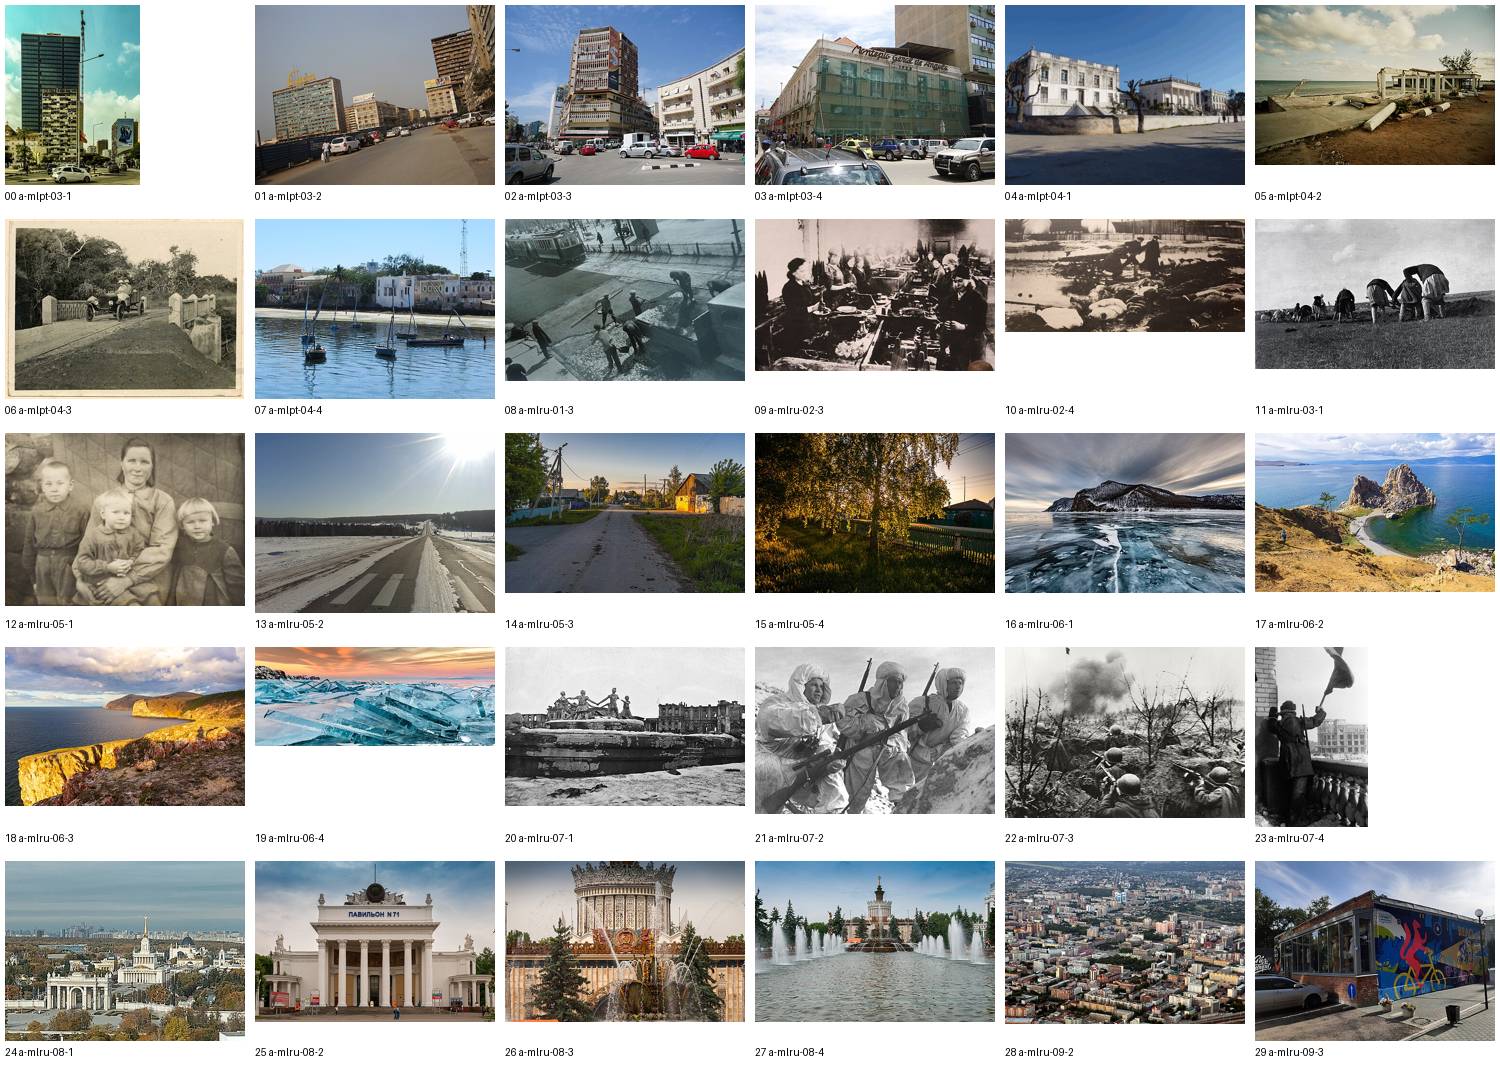 Montepio geral de Angola
00 a-mlpt-03-1
01 a-mlpt-03-2
02 a-mlpt-03-3
03 a-mlpt-03-4
04 a-mlpt-04-1
05 a-mlpt-04-2
06 a-mlpt-04-3
07 a-mlpt-04-4
08 a-mlru-01-3
09 a-mlru-02-3
10 a-mlru-02-4
11 a-mlru-03-1
12 a-mlru-05-1
13 a-mlru-05-2
14 a-mlru-05-3
15 a-mlru-05-4
16 a-mlru-06-1
17 a-mlru-06-2
18 a-mlru-06-3
19 a-mlru-06-4
20 a-mlru-07-1
21 a-mlru-07-2
22 a-mlru-07-3
23 a-mlru-07-4
ПАВИЛЬОН N 71
24 a-mlru-08-1
25 a-mlru-08-2
26 a-mlru-08-3
27 a-mlru-08-4
28 a-mlru-09-2
29 a-mlru-09-3